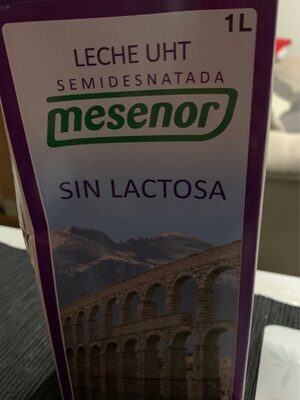 1L
LECHE UHT
SEMIDESNATADA
mesenor
SIN LACTOSA